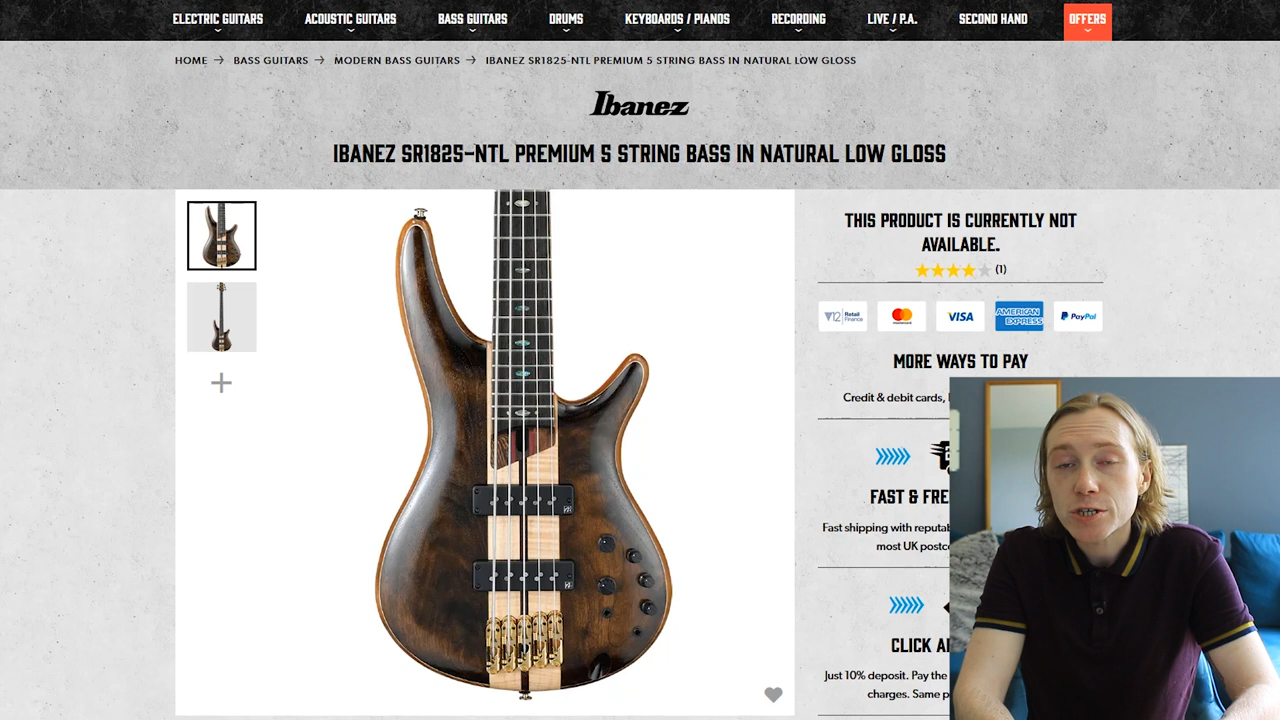 ELECTRIC GUITARS ACOUSTIC GUITARS BASS GUITARS DRUMS KEYBOARDS / PIANOS RECORDING LIVE / P.A. SECOND HAND OFFERS
HOME → BASS GUITARS → MODERN BASS GUITARS → IBANEZ SR1825-NTL PREMIUM 5 STRING BASS IN NATURAL LOW GLOSS
Ibanez
IBANEZ SR1825-NTL PREMIUM 5 STRING BASS IN NATURAL LOW GLOSS
THIS PRODUCT IS CURRENTLY NOT
AVAILABLE.
(1)
V12 Retail Finance mastercard VISA AMERICAN EXPRESS PayPal
MORE WAYS TO PAY
Credit & debit cards,
FAST & FRE
Fast shipping with reputab
most UK postco
CLICK A
Just 10% deposit. Pay the
charges. Same p